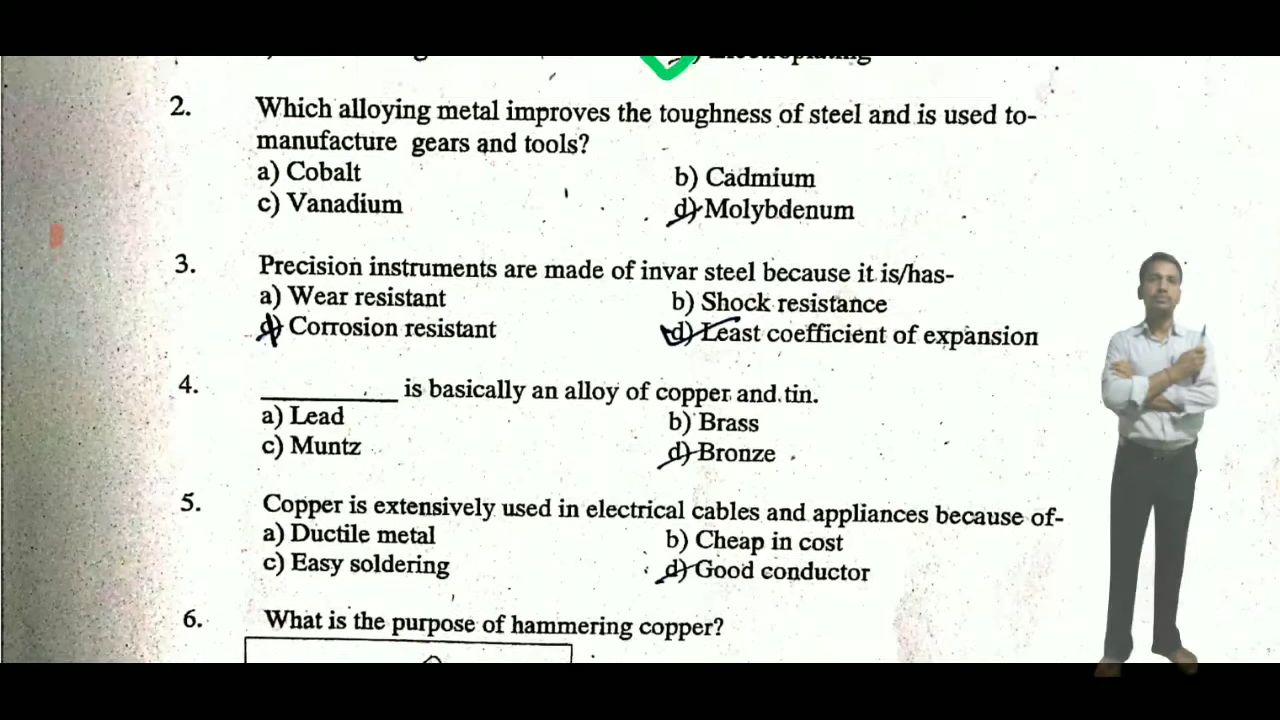 Electroplating
2. Which alloying metal improves the toughness of steel and is used to-
manufacture gears and tools?
a) Cobalt b) Cadmium
c) Vanadium d) Molybdenum
3. Precision instruments are made of invar steel because it is/has-
a) Wear resistant b) Shock resistance
c) Corrosion resistant d) Least coefficient of expansion
4. __________ is basically an alloy of copper and tin.
a) Lead b) Brass
c) Muntz d) Bronze
5. Copper is extensively used in electrical cables and appliances because of-
a) Ductile metal b) Cheap in cost
c) Easy soldering d) Good conductor
6. What is the purpose of hammering copper?